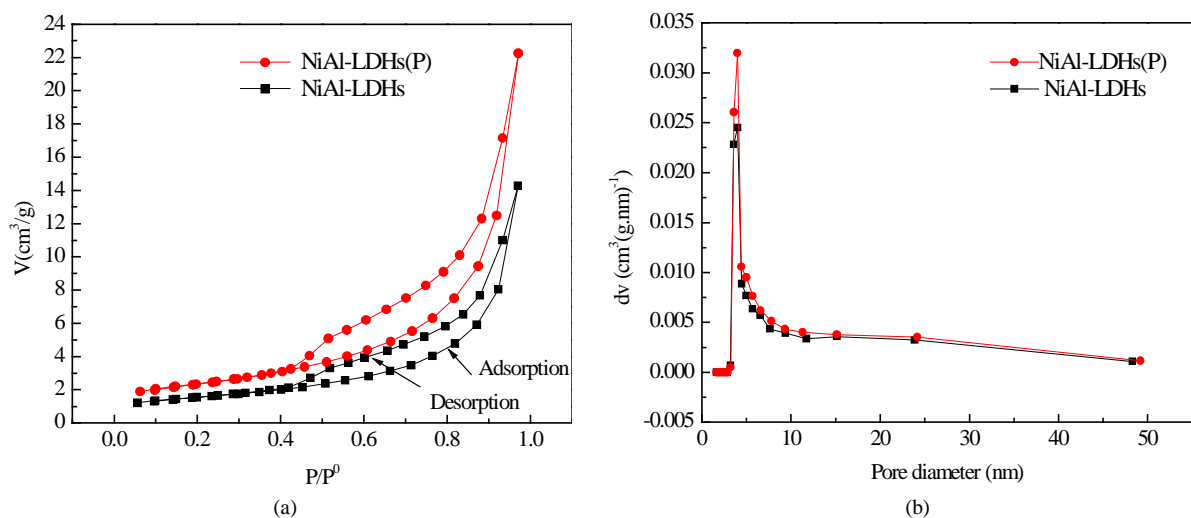 24
22
20
18
16
14
12
10
8
6
4
2
0
V(cm³/g)
NiAl-LDHs(P)
NiAl-LDHs
Adsorption
Desorption
0.0 0.2 0.4 0.6 0.8 1.0
P/P⁰
(a)
0.035
0.030
0.025
0.020
0.015
0.010
0.005
0.000
-0.005
dv (cm³(g.nm)⁻¹
NiAl-LDHs(P)
NiAl-LDHs
0 10 20 30 40 50
Pore diameter (nm)
(b)